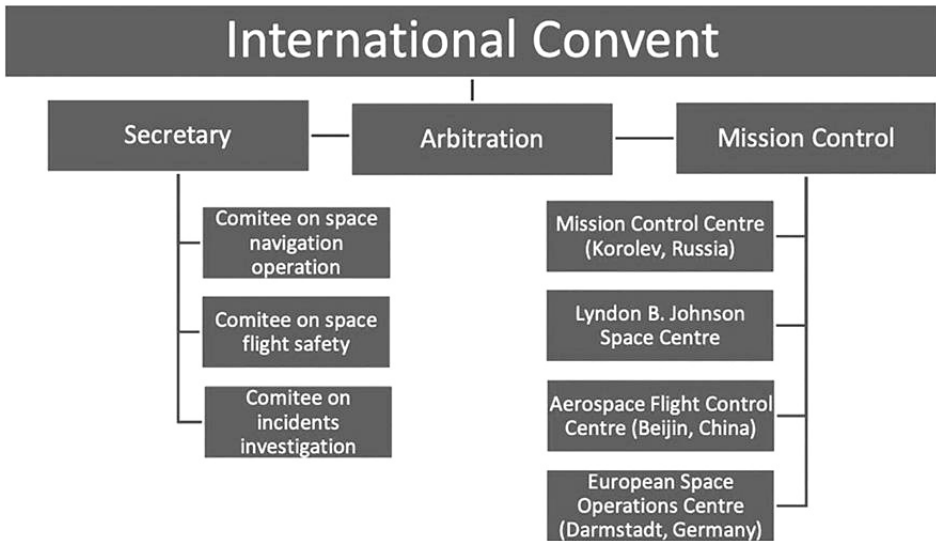 International Convent
Secretary
Arbitration
Mission Control
Comitee on space
navigation
operation
Comitee on space
flight safety
Comitee on
incidents
investigation
Mission Control Centre
(Korolev, Russia)
Lyndon B. Johnson
Space Centre
Aerospace Flight Control
Centre (Beijin, China)
European Space
Operations Centre
(Darmstadt, Germany)